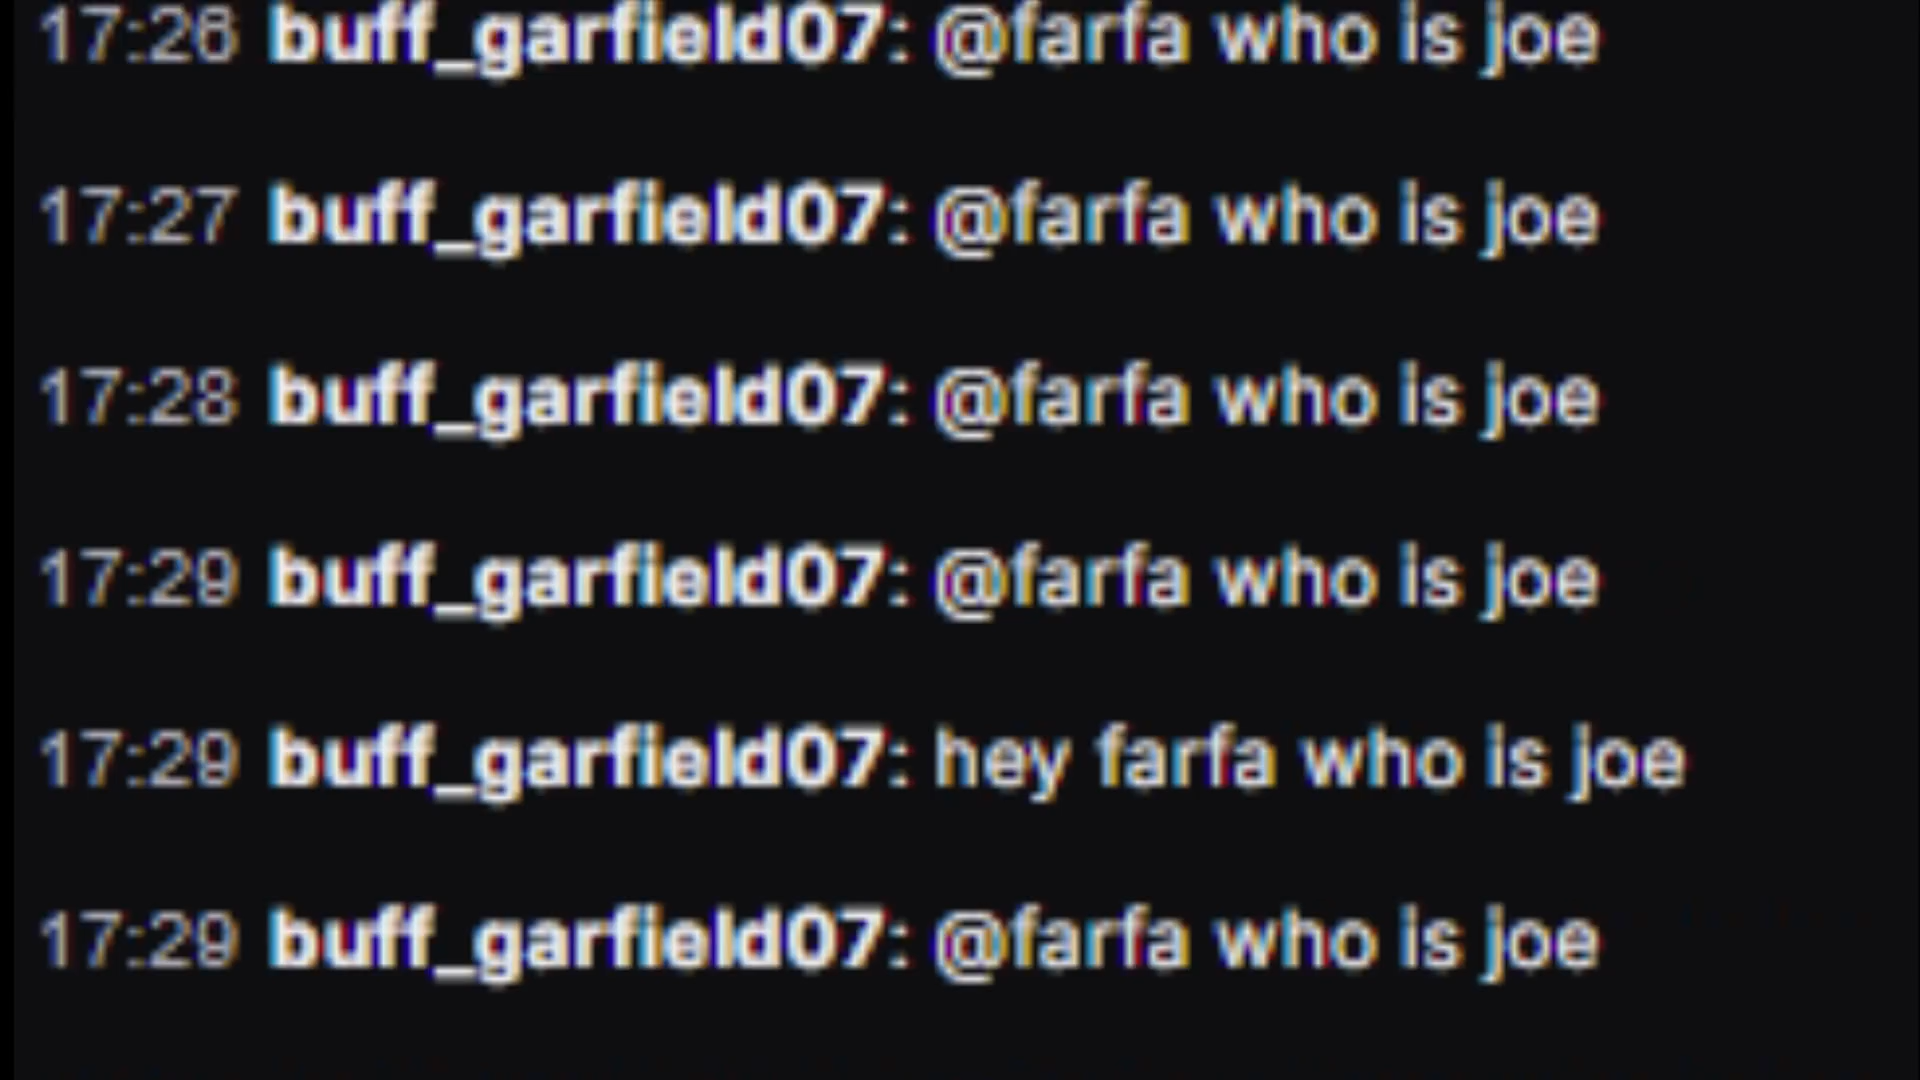 17:26 buff_garfield07: @farfa who is joe
17:27 buff_garfield07: @farfa who is joe
17:28 buff_garfield07: @farfa who is joe
17:29 buff_garfield07: @farfa who is joe
17:29 buff_garfield07: hey farfa who is joe
17:29 buff_garfield07: @farfa who is joe